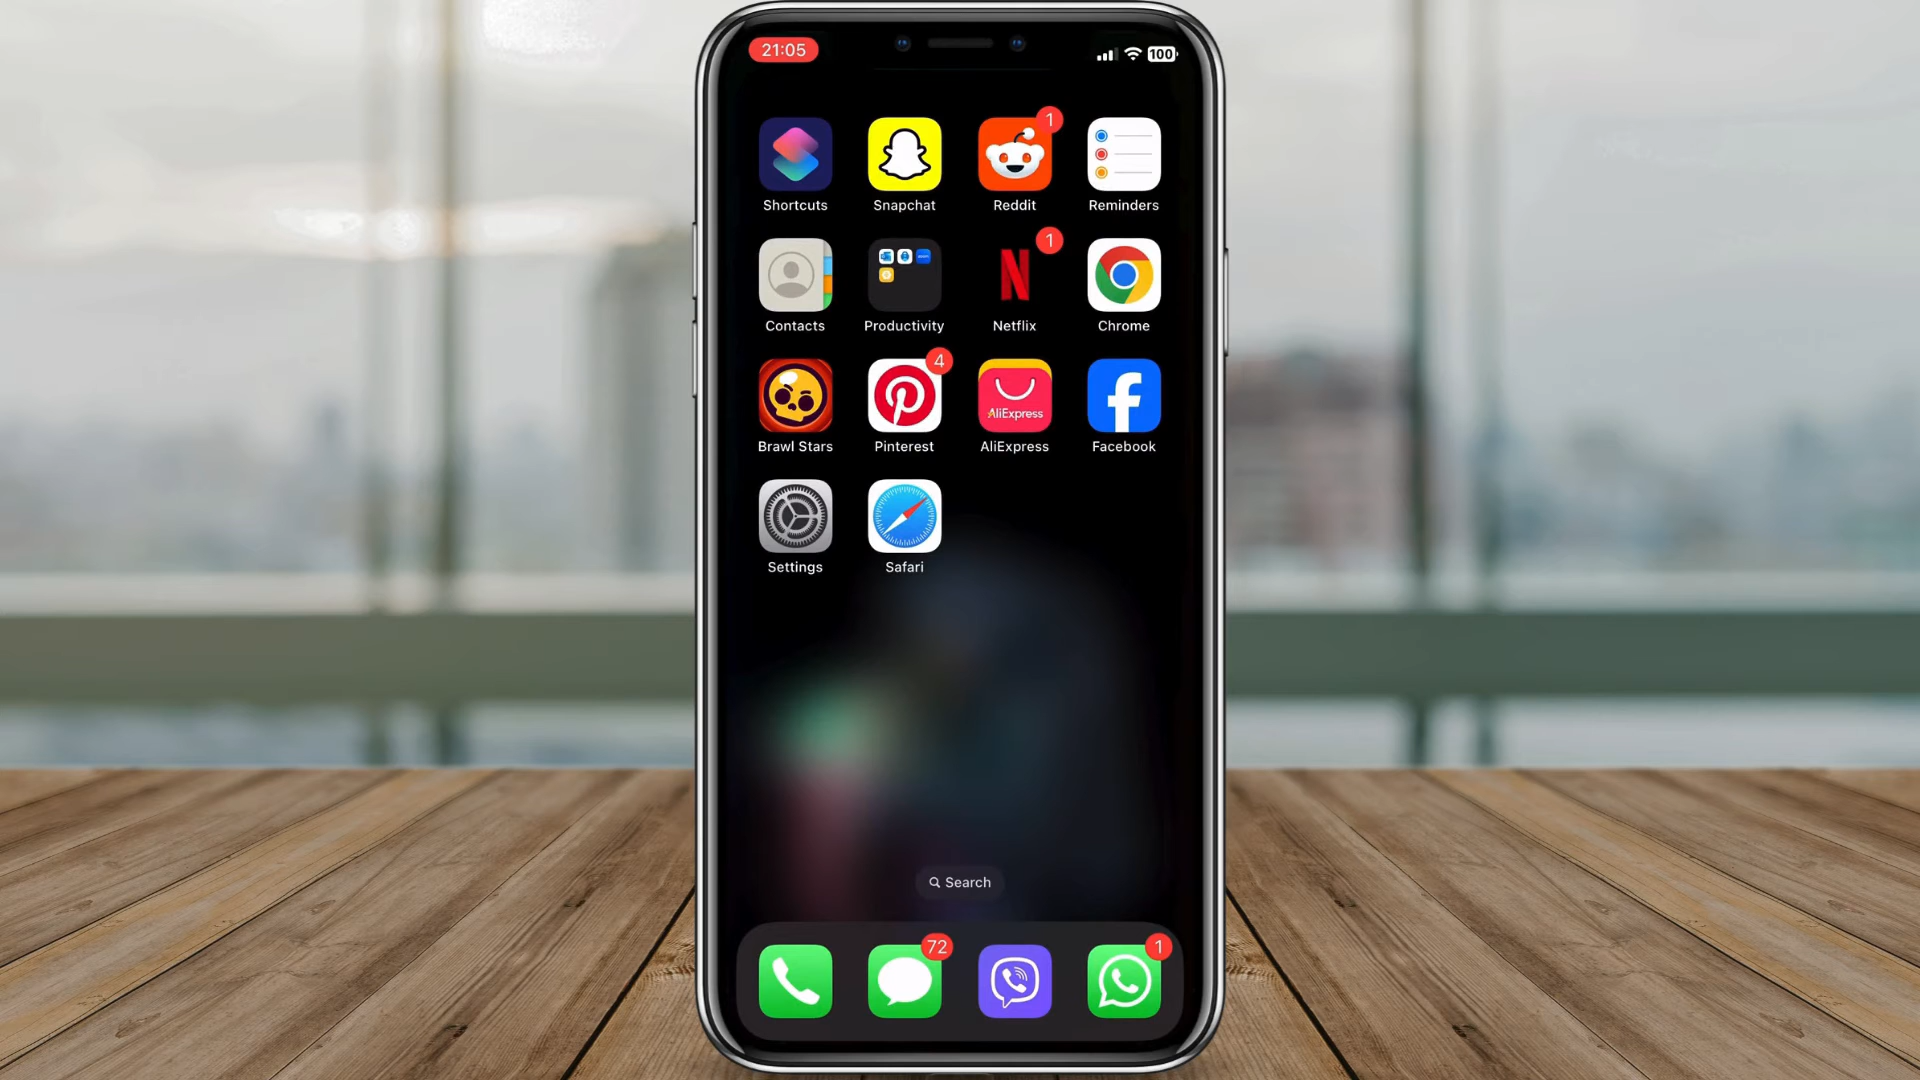 21:05
100
1
Shortcuts
Snapchat
Reddit
Reminders
1
Contacts
Productivity
Netflix
Chrome
4
AliExpress
Brawl Stars
Pinterest
AliExpress
Facebook
Settings
Safari
Search
72
1